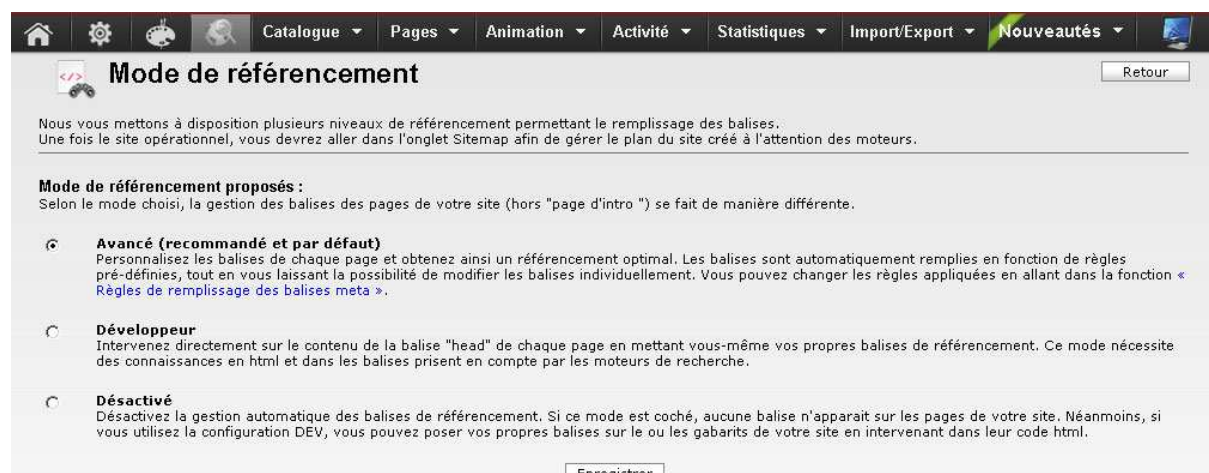 Catalogue Pages Animation Activité Statistiques Import/Export Nouveautés
Mode de référencement
Retour
Nous vous mettons à disposition plusieurs niveaux de référencement permettant le remplissage des balises.
Une fois le site opérationnel, vous devrez aller dans l'onglet Sitemap afin de gérer le plan du site créé à l'attention des moteurs.
Mode de référencement proposés :
Selon le mode choisi, la gestion des balises des pages de votre site (hors "page d'intro ") se fait de manière différente.
Avancé (recommandé et par défaut)
Personnalisez les balises de chaque page et obtenez ainsi un référencement optimal. Les balises sont automatiquement remplies en fonction de règles
pré-définies, tout en vous laissant la possibilité de modifier les balises individuellement. Vous pouvez changer les règles appliquées en allant dans la fonction «
Règles de remplissage des balises meta ».
Développeur
Intervenez directement sur le contenu de la balise "head" de chaque page en mettant vous-même vos propres balises de référencement. Ce mode nécessite
des connaissances en html et dans les balises prisent en compte par les moteurs de recherche.
Désactivé
Désactivez la gestion automatique des balises de référencement. Si ce mode est coché, aucune balise n'apparait sur les pages de votre site. Néanmoins, si
vous utilisez la configuration DEV, vous pouvez poser vos propres balises sur le ou les gabarits de votre site en intervenant dans leur code html.
Enregistrer